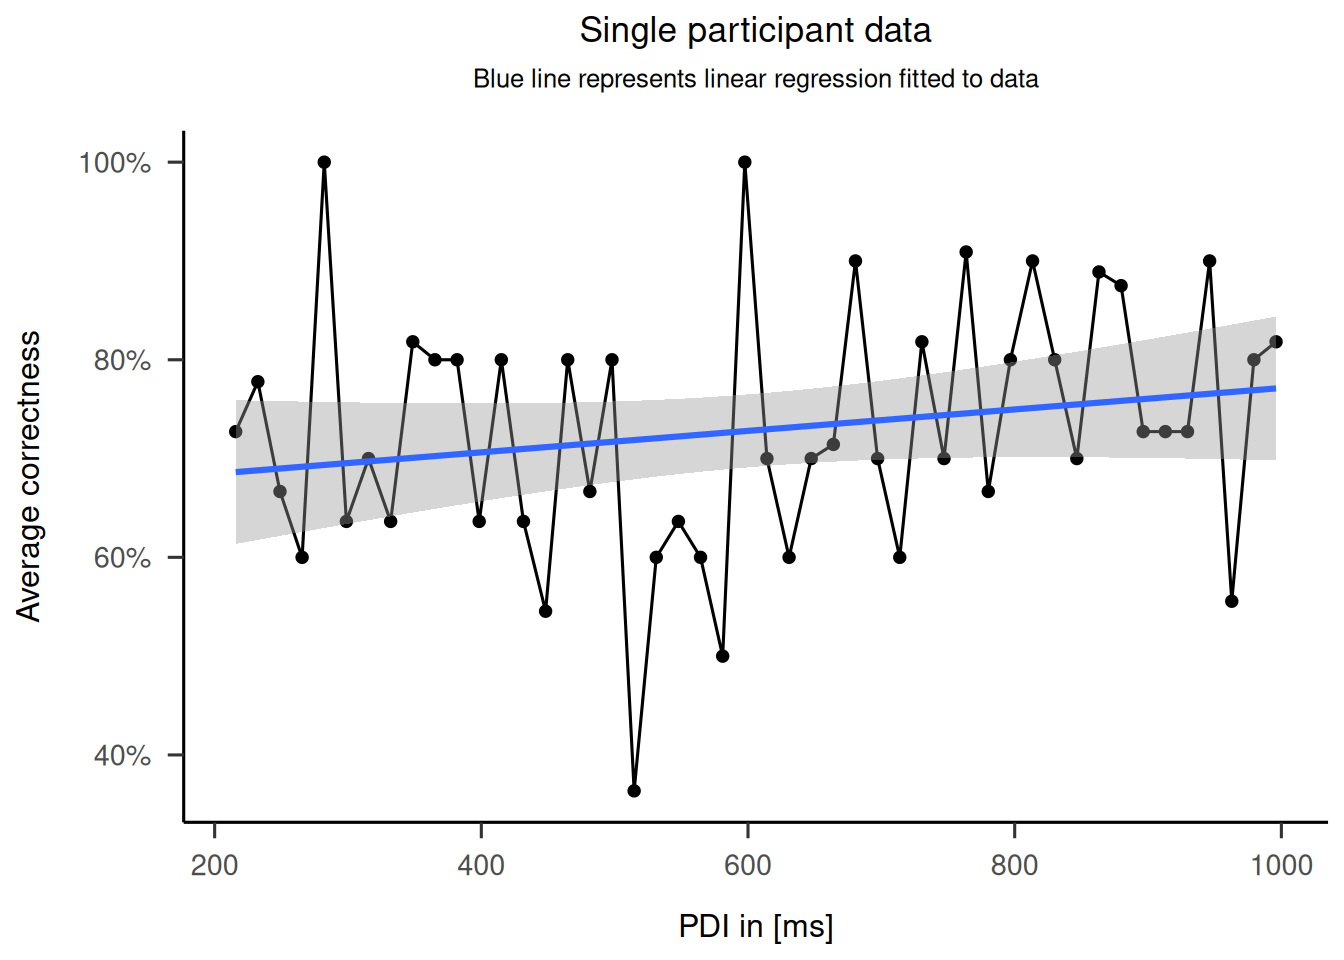 Single participant data
Blue line represents linear regression fitted to data
100%
80%
60%
40%
Average correctness
200 400 600 800 1000
PDI in [ms]